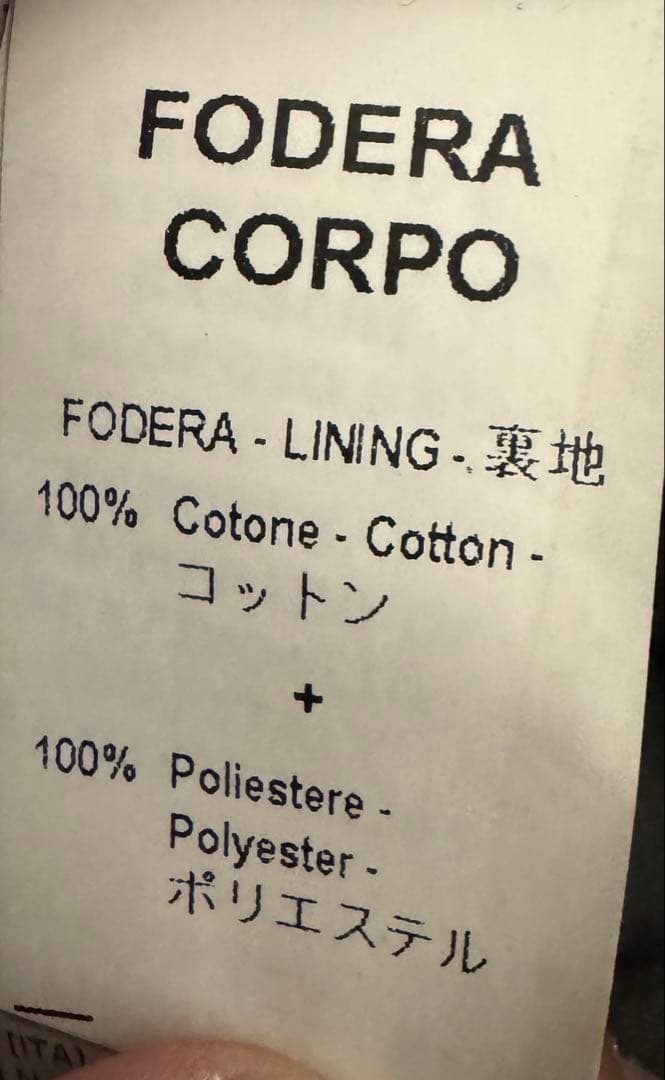 FODERA
CORPO
FODERA - LINING - 裏地
100% Cotone - Cotton -
コットン
+
100% Poliestere -
Polyester -
ポリエステル